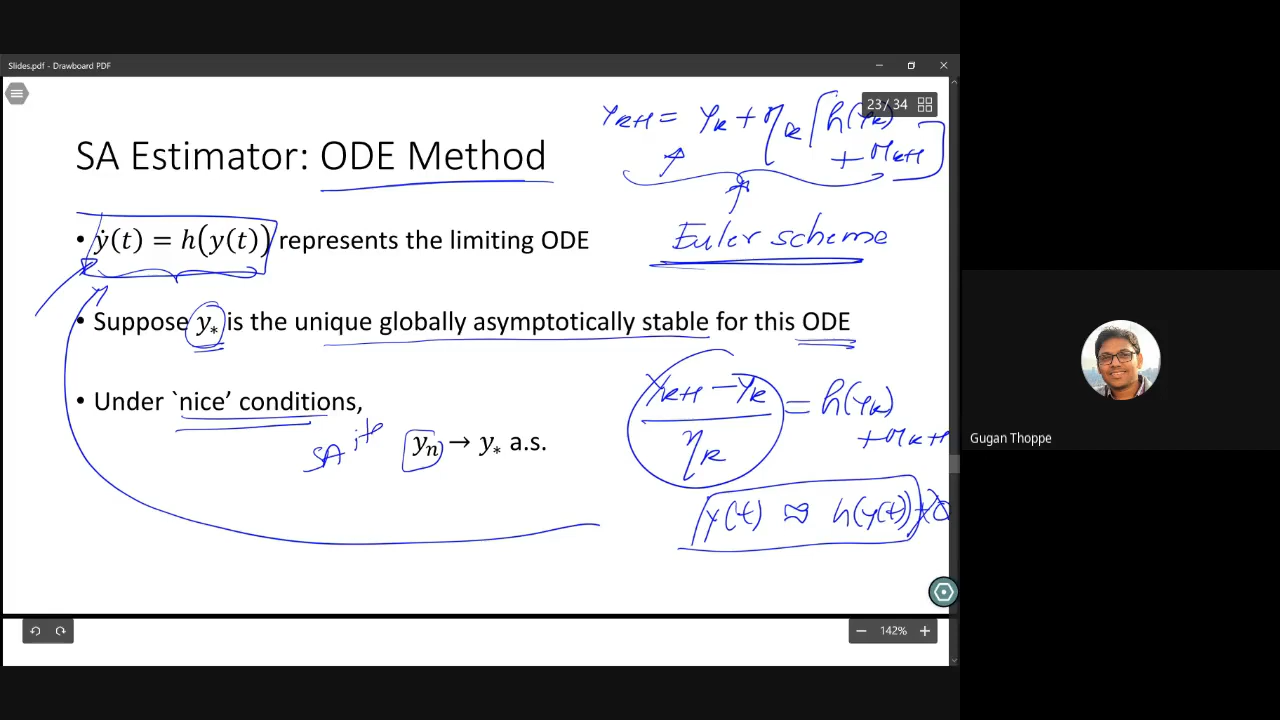 Slides.pdf - Drawboard PDF
23 / 34
y_{k+1} = y_k + η_k [h(y_k)
+ M_{k+1}]
SA Estimator: ODE Method
Euler scheme
• ẏ(t) = h(y(t)) represents the limiting ODE
• Suppose y_* is the unique globally asymptotically stable for this ODE
y_{k+1} − y_k
η_k
= h(y_k)
+ M_{k+1}
• Under `nice' conditions,
SA
y_n → y_* a.s.
Gugan Thoppe
ẏ(t) ≈ h(y(t)) + 0
142%